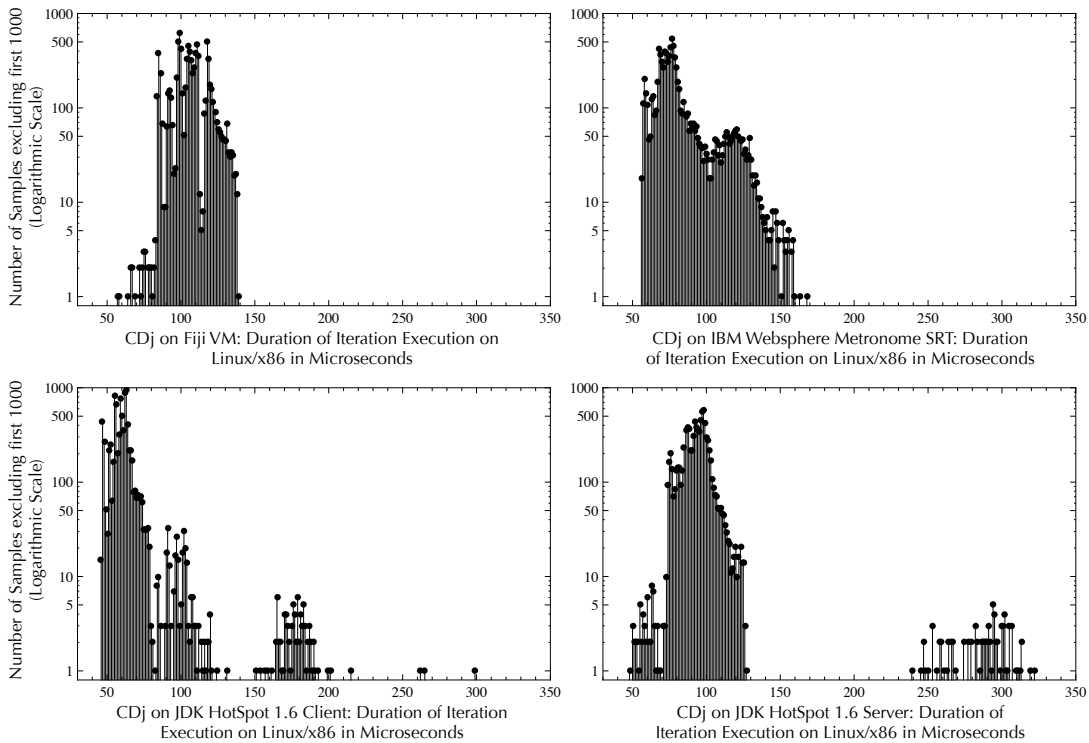 Number of Samples excluding first 1000
(Logarithmic Scale)
1000
500
100
50
10
5
1
50 100 150 200 250 300 350
CDj on Fiji VM: Duration of Iteration Execution on
Linux/x86 in Microseconds
1000
500
100
50
10
5
1
50 100 150 200 250 300 350
CDj on IBM Websphere Metronome SRT: Duration
of Iteration Execution on Linux/x86 in Microseconds
Number of Samples excluding first 1000
(Logarithmic Scale)
1000
500
100
50
10
5
1
50 100 150 200 250 300 350
CDj on JDK HotSpot 1.6 Client: Duration of Iteration
Execution on Linux/x86 in Microseconds
1000
500
100
50
10
5
1
50 100 150 200 250 300 350
CDj on JDK HotSpot 1.6 Server: Duration of
Iteration Execution on Linux/x86 in Microseconds